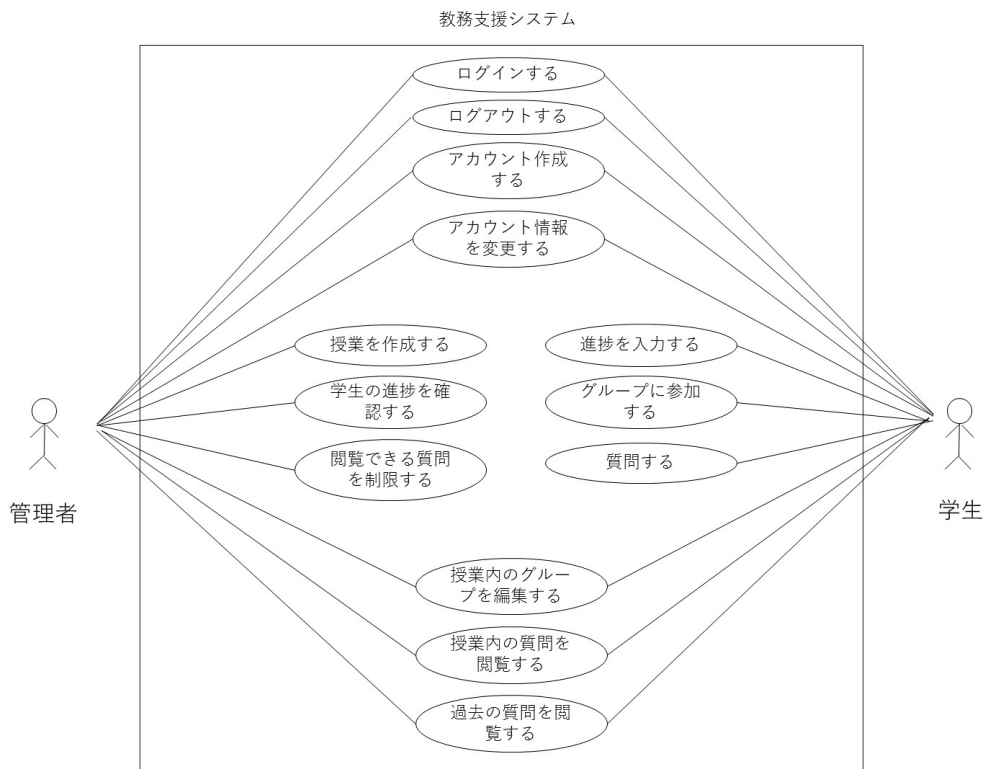 教務支援システム
ログインする
ログアウトする
アカウント作成
する
アカウント情報
を変更する
授業を作成する
進捗を入力する
学生の進捗を確
認する
グループに参加
する
閲覧できる質問
を制限する
質問する
管理者
学生
授業内のグルー
プを編集する
授業内の質問を
閲覧する
過去の質問を閲
覧する